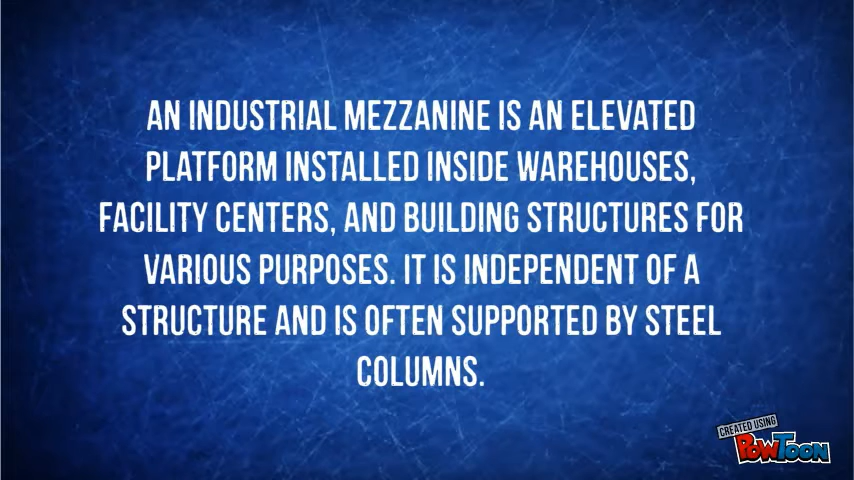 AN INDUSTRIAL MEZZANINE IS AN ELEVATED
PLATFORM INSTALLED INSIDE WAREHOUSES,
FACILITY CENTERS, AND BUILDING STRUCTURES FOR
VARIOUS PURPOSES. IT IS INDEPENDENT OF A
STRUCTURE AND IS OFTEN SUPPORTED BY STEEL
COLUMNS.
CREATED USING
POWTOON